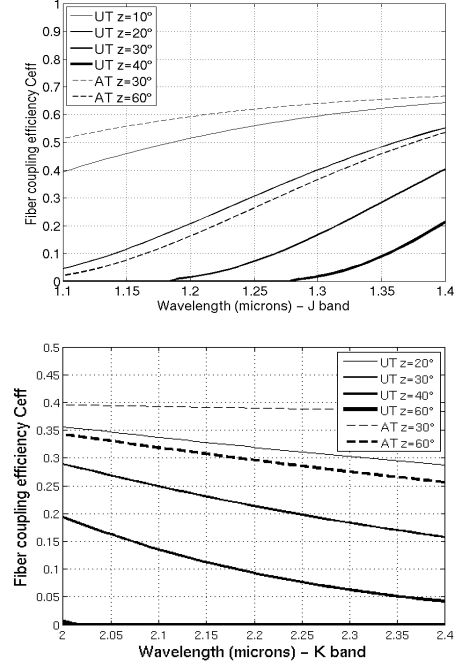 1
0.9
0.8
0.7
0.6
0.5
0.4
0.3
0.2
0.1
0
Fiber coupling efficiency Ceff
UT z=10°
UT z=20°
UT z=30°
UT z=40°
AT z=30°
AT z=60°
1.1 1.15 1.2 1.25 1.3 1.35 1.4
Wavelength (microns) – J band
0.5
0.45
0.4
0.35
0.3
0.25
0.2
0.15
0.1
0.05
0
Fiber coupling efficiency Ceff
UT z=20°
UT z=30°
UT z=40°
UT z=60°
AT z=30°
AT z=60°
2 2.05 2.1 2.15 2.2 2.25 2.3 2.35 2.4
Wavelength (microns) – K band